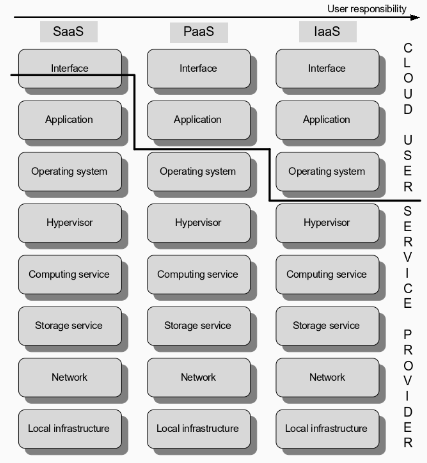 User responsibility
SaaS PaaS IaaS
Interface Interface Interface
Application Application Application
Operating system Operating system Operating system
Hypervisor Hypervisor Hypervisor
Computing service Computing service Computing service
Storage service Storage service Storage service
Network Network Network
Local infrastructure Local infrastructure Local infrastructure
CLOUD USER
SERVICE PROVIDER